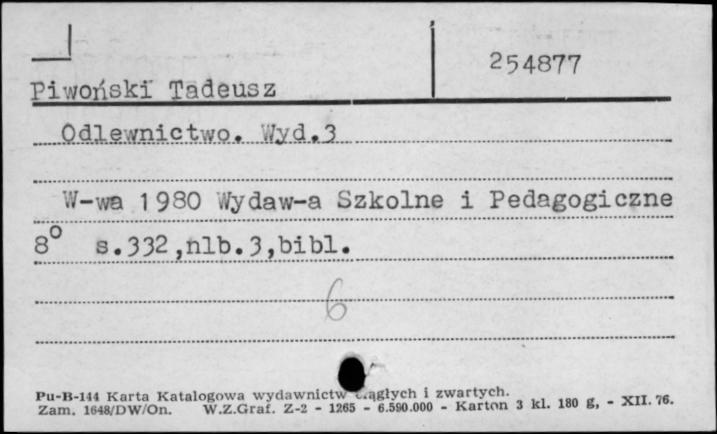 254877
Piwoński Tadeusz
Odlewnictwo. Wyd.3
W-wa 1980 Wydaw-a Szkolne i Pedagogiczne
8° s.332,nlb.3,bibl.
6
Pu-B-144 Karta Katalogowa wydawnictw ciągłych i zwartych.
Zam. 1648/DW/On. W.Z.Graf. Z-2 - 1265 - 6.590.000 - Karton 3 kl. 180 g, - XII. 76.